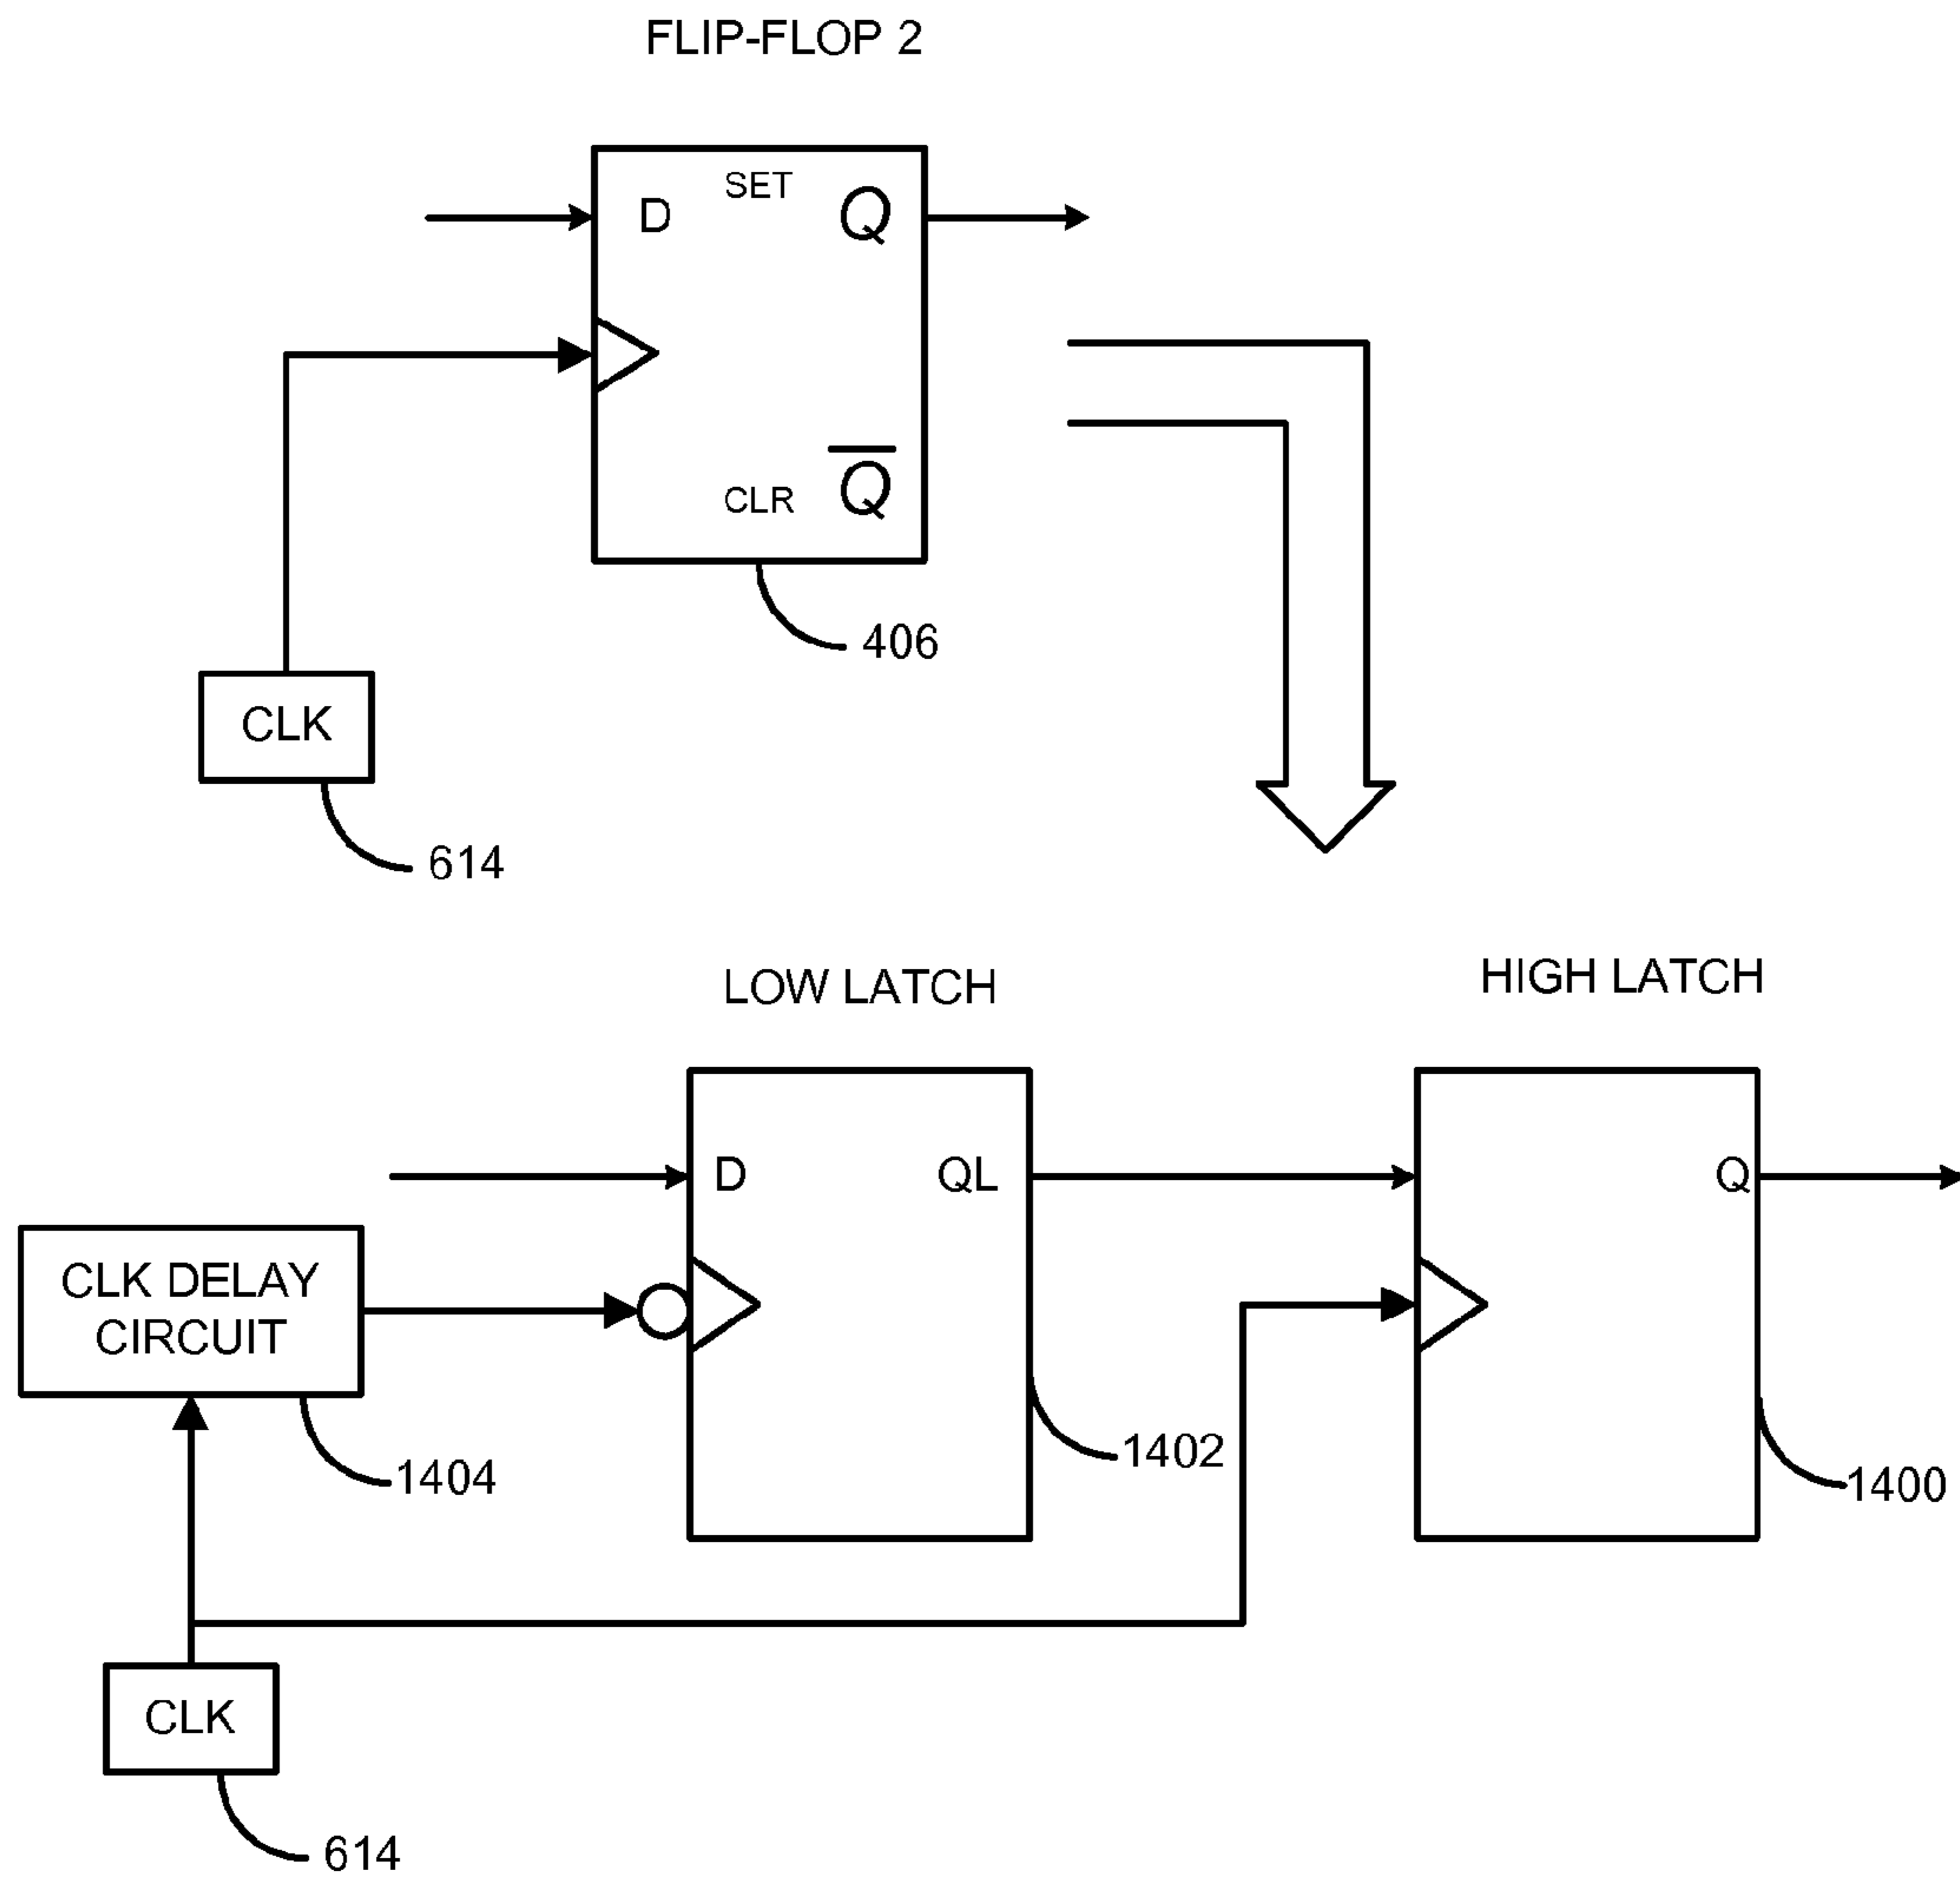 FLIP-FLOP 2
D
SET
Q
CLR
Q
406
CLK
614
LOW LATCH
HIGH LATCH
D
QL
Q
CLK DELAY
CIRCUIT
1402
1404
1400
CLK
614